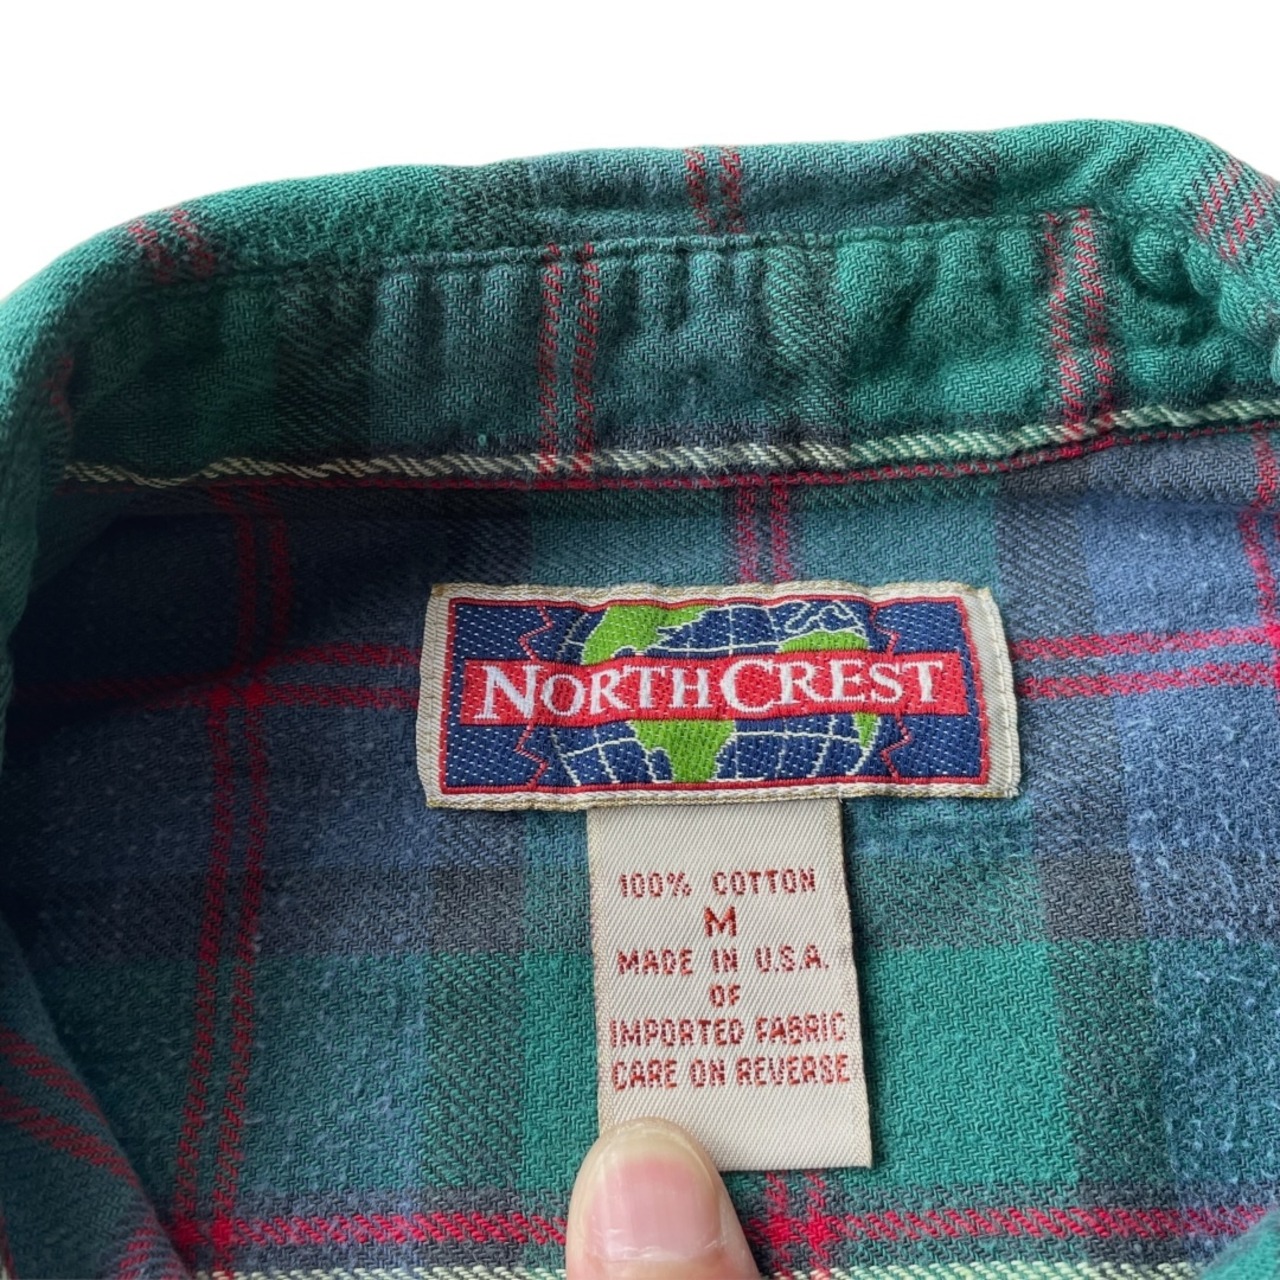 NORTHCREST
100% COTTON
M
MADE IN U.S.A.
OF
IMPORTED FABRIC
CARE ON REVERSE